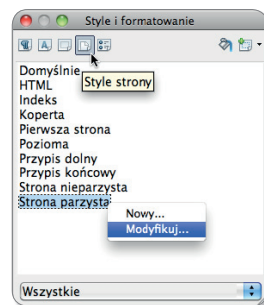 Style i formatowanie
Domyślnie
Style strony
HTML
Indeks
Koperta
Pierwsza strona
Pozioma
Przypis dolny
Przypis końcowy
Strona nieparzysta
Strona parzysta
Nowy...
Modyfikuj...
Wszystkie